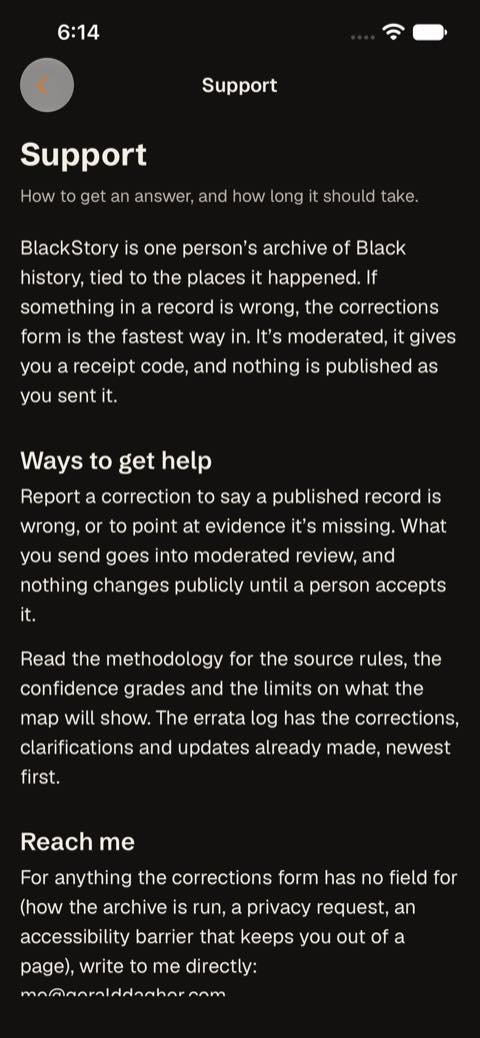 6:14
Support
Support
How to get an answer, and how long it should take.
BlackStory is one person’s archive of Black
history, tied to the places it happened. If
something in a record is wrong, the corrections
form is the fastest way in. It’s moderated, it gives
you a receipt code, and nothing is published as
you sent it.
Ways to get help
Report a correction to say a published record is
wrong, or to point at evidence it’s missing. What
you send goes into moderated review, and
nothing changes publicly until a person accepts
it.
Read the methodology for the source rules, the
confidence grades and the limits on what the
map will show. The errata log has the corrections,
clarifications and updates already made, newest
first.
Reach me
For anything the corrections form has no field for
(how the archive is run, a privacy request, an
accessibility barrier that keeps you out of a
page), write to me directly: